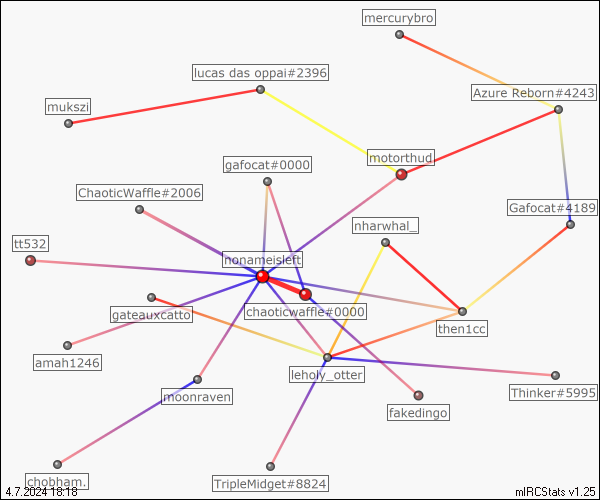 mercurybro
lucas das oppai#2396
Azure Reborn#4243
mukszi
motorthud
gafocat#0000
ChaoticWaffle#2006
Gafocat#4189
nharwhal_
tt532
nonameisleft
gateauxcatto
chaoticwaffle#0000
then1cc
amah1246
leholy_otter
moonraven
Thinker#5995
fakedingo
chobham.
TripleMidget#8824
4.7.2024 18:18
mIRCStats v1.25